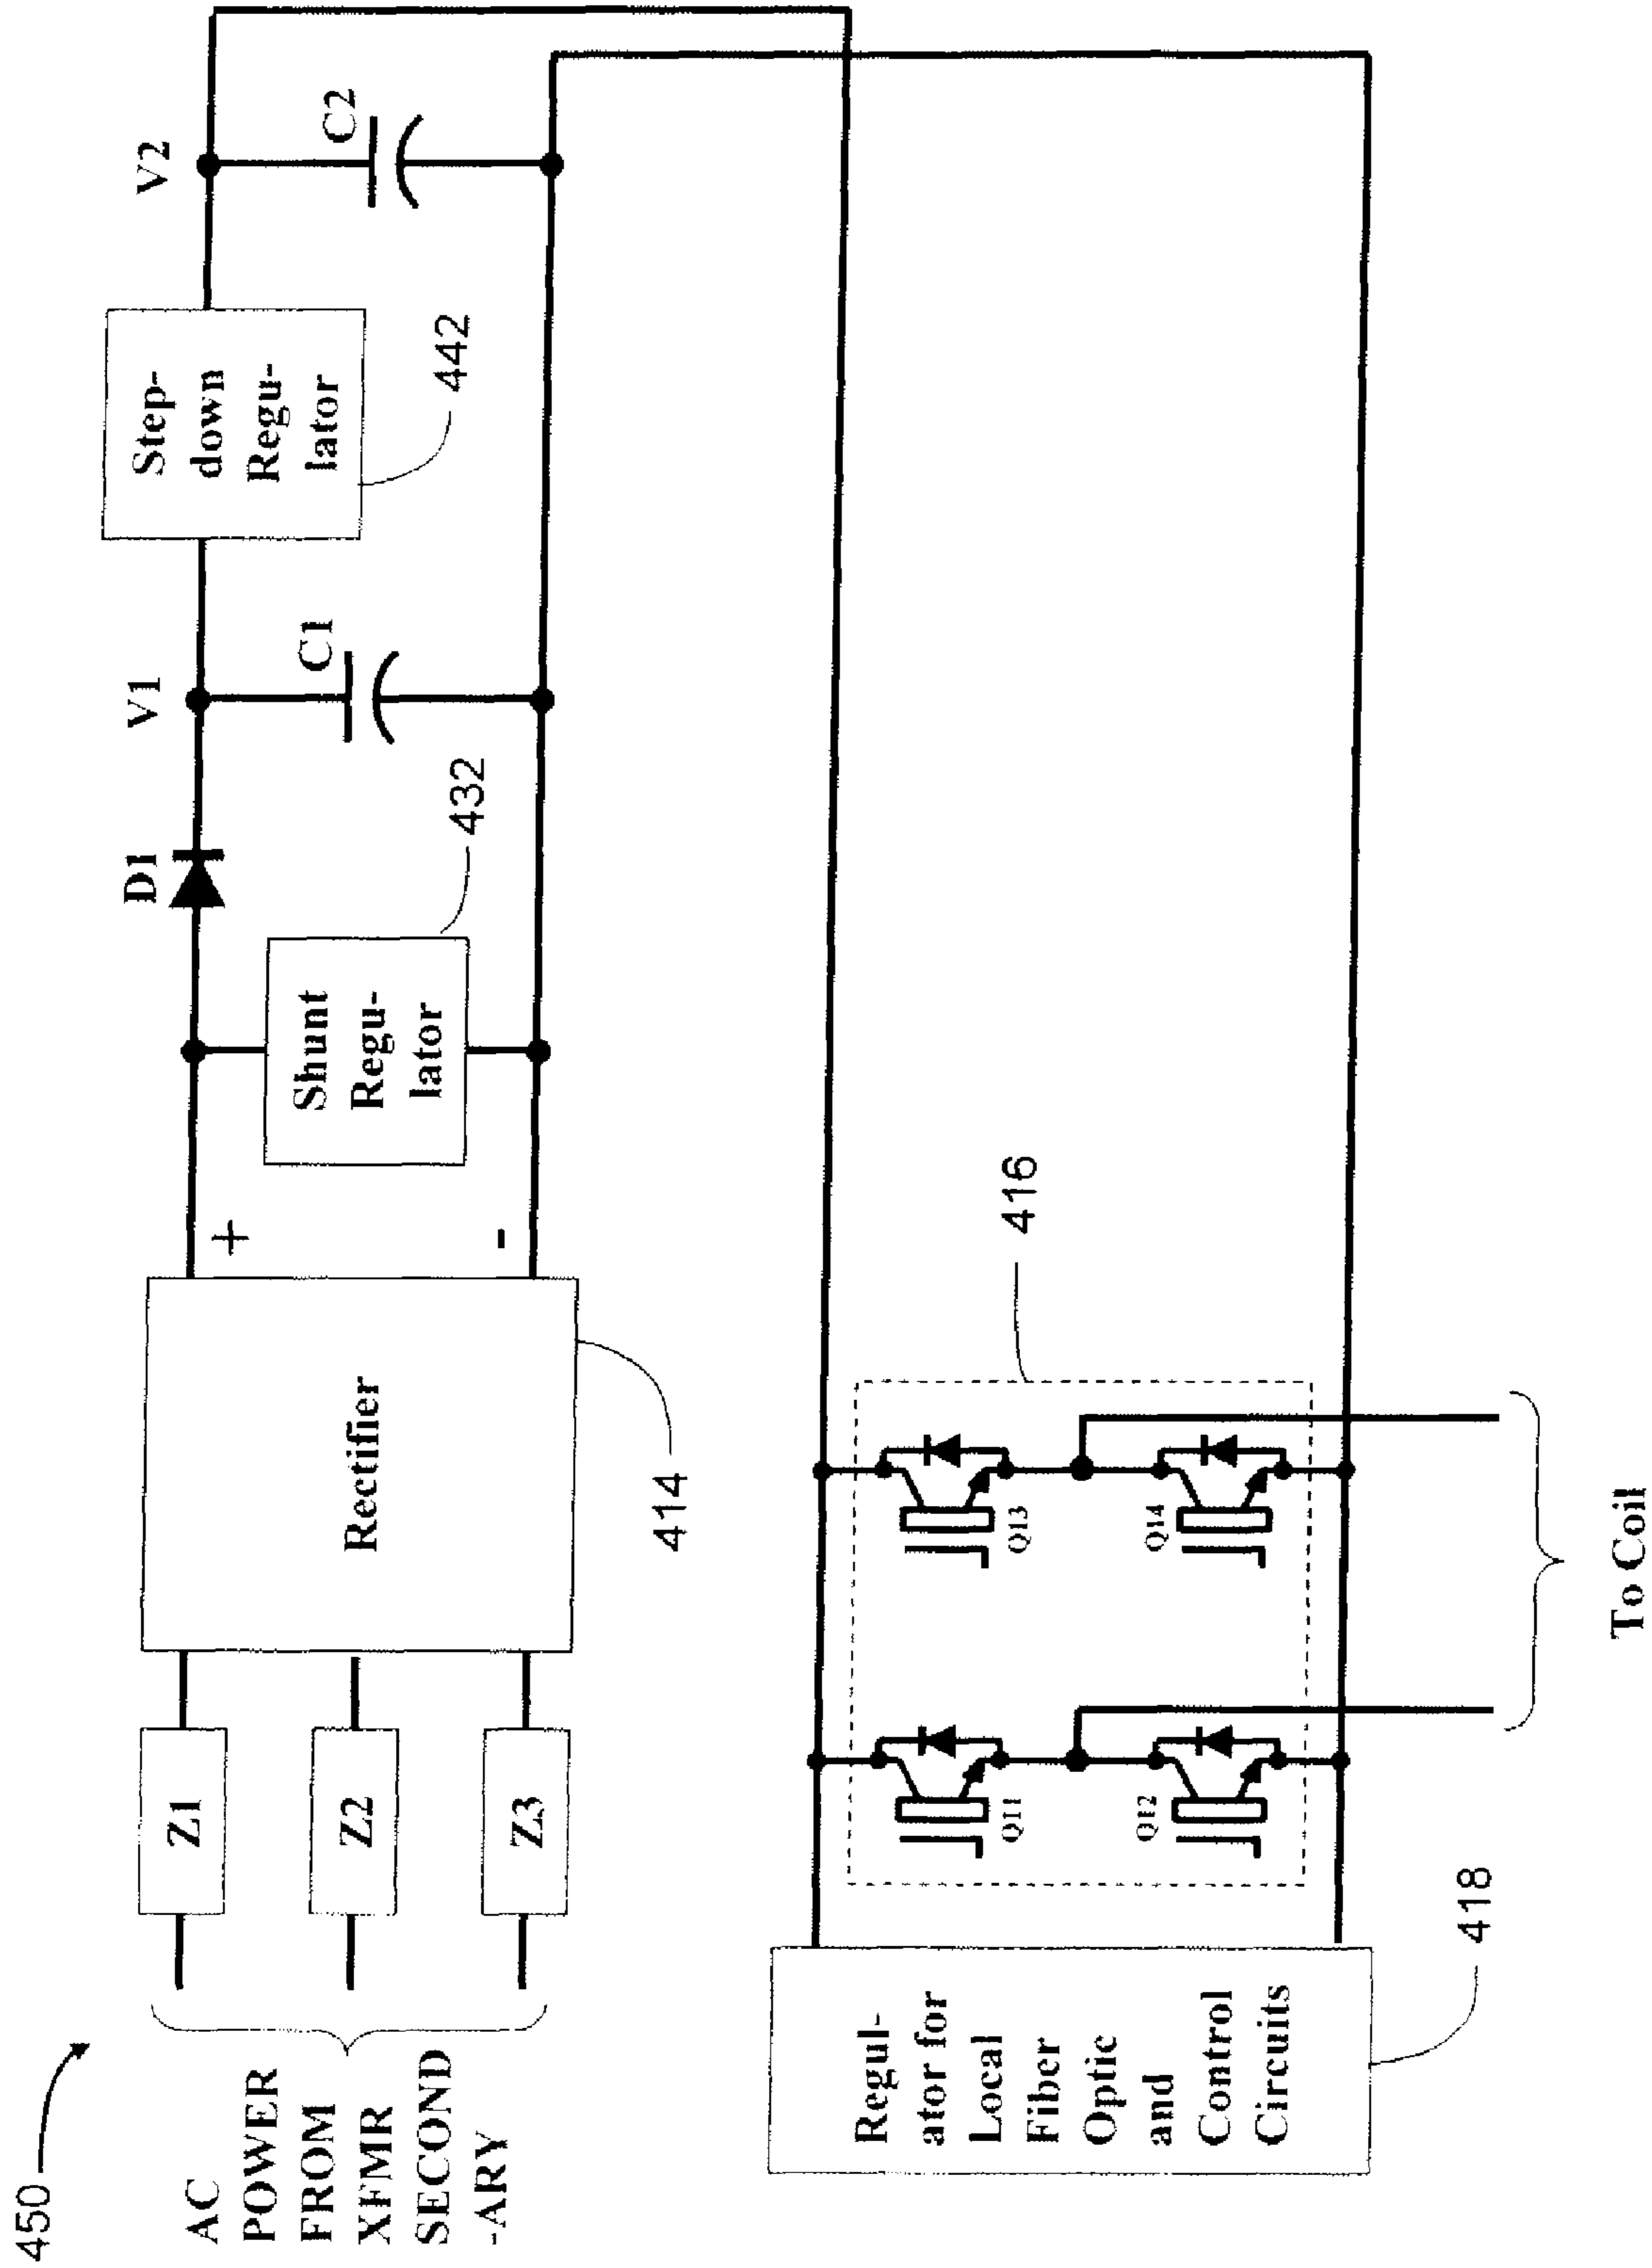 450
AC
POWER
FROM
XFMR
SECOND
-ARY
Z1
Z2
Z3
Rectifier
414
+
-
Shunt
Regu-
lator
432
D1
V1
C1
Step-
down
Regu-
lator
442
V2
C2
Regul-
ator for
Local
Fiber
Optic
and
Control
Circuits
418
Q11
Q12
Q13
Q14
416
To Coil